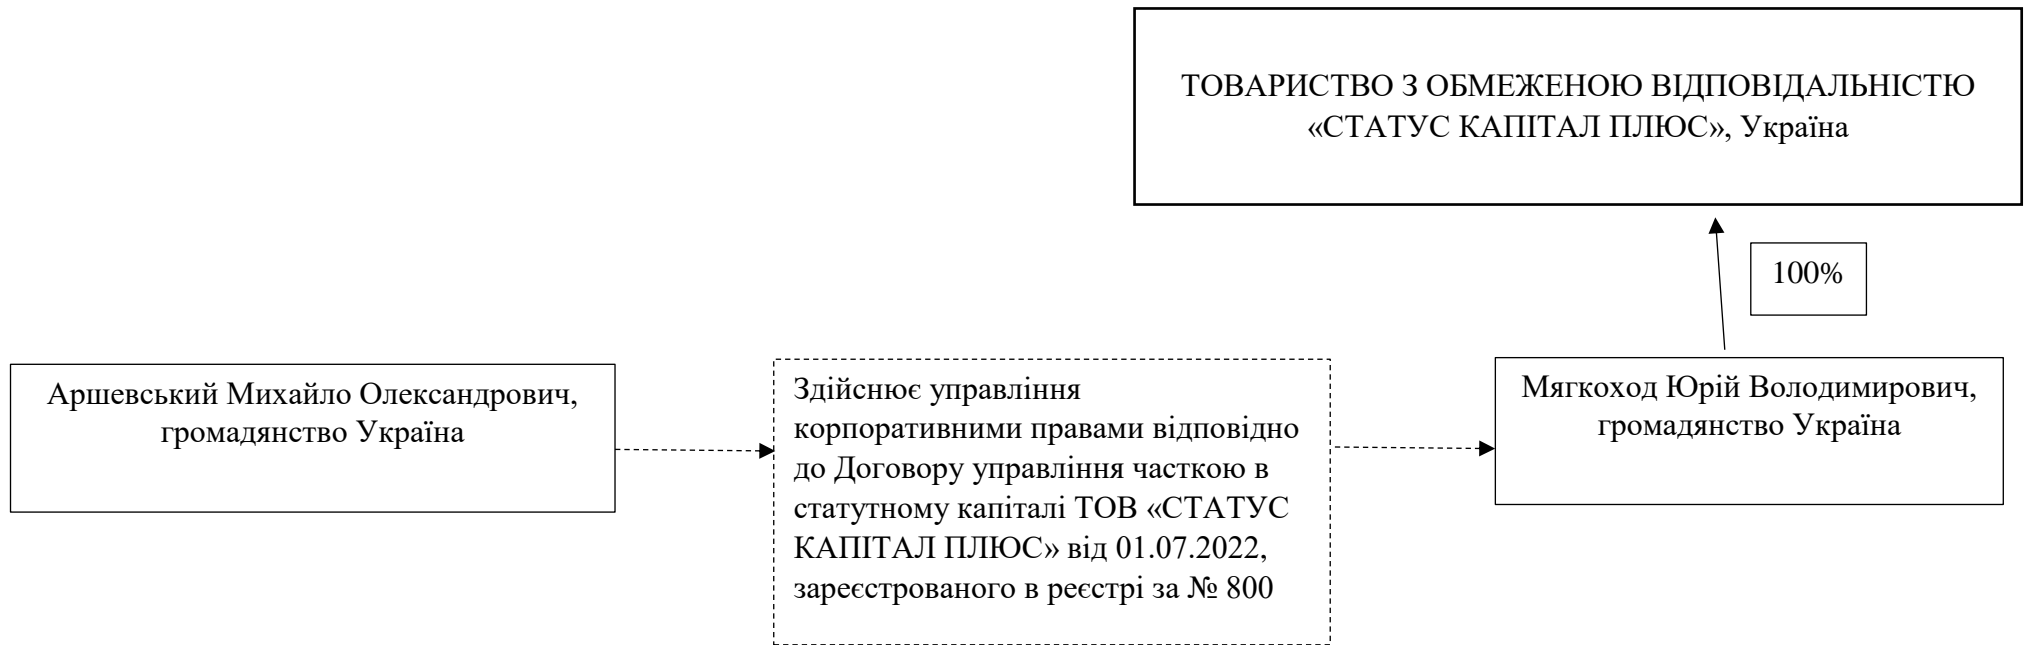 ТОВАРИСТВО З ОБМЕЖЕНОЮ ВІДПОВІДАЛЬНІСТЮ
«СТАТУС КАПІТАЛ ПЛЮС», Україна
100%
Аршевський Михайло Олександрович,
громадянство Україна
Здійснює управління
корпоративними правами відповідно
до Договору управління часткою в
статутному капіталі ТОВ «СТАТУС
КАПІТАЛ ПЛЮС» від 01.07.2022,
зареєстрованого в реєстрі за № 800
Мягкоход Юрій Володимирович,
громадянство Україна